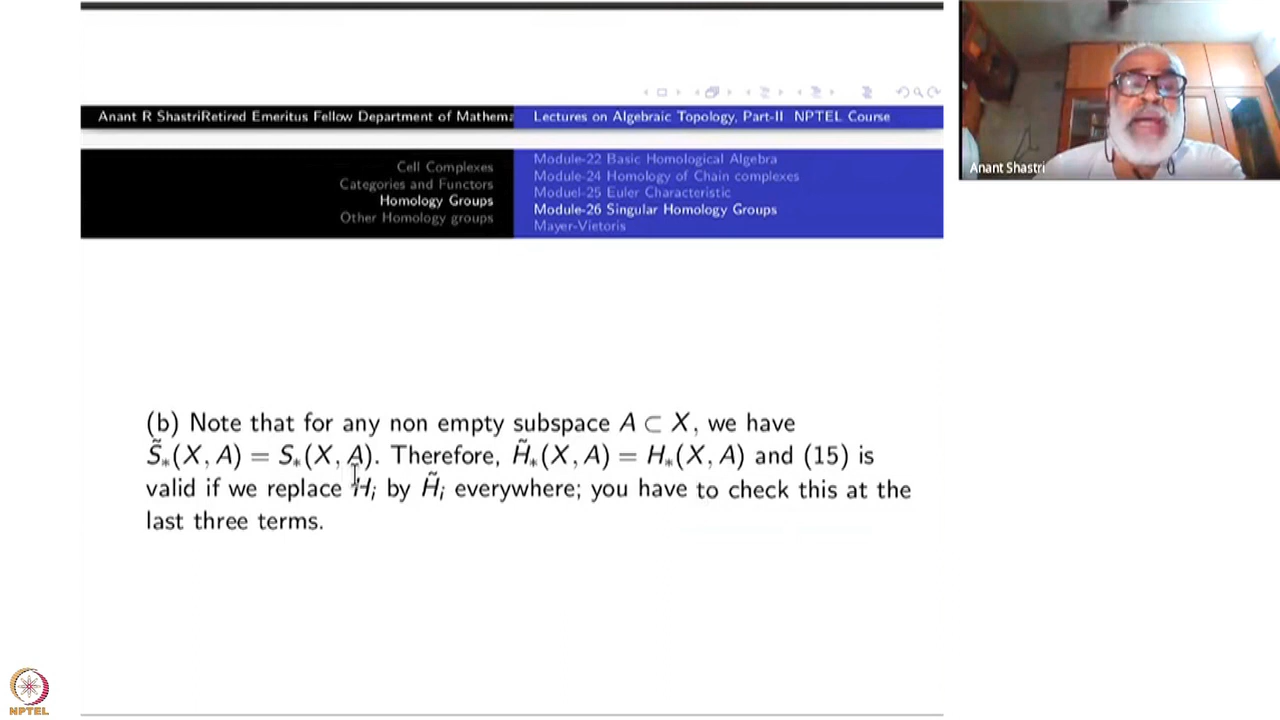 Anant R ShastriRetired Emeritus Fellow Department of Mathema
Lectures on Algebraic Topology, Part-II NPTEL Course
Cell Complexes
Categories and Functors
Homology Groups
Other Homology groups
Module-22 Basic Homological Algebra
Module-24 Homology of Chain complexes
Moduel-25 Euler Characteristic
Module-26 Singular Homology Groups
Mayer-Vietoris
Anant Shastri
(b) Note that for any non empty subspace A ⊂ X, we have
S̃*(X, A) = S*(X, A). Therefore, H̃*(X, A) = H*(X, A) and (15) is
valid if we replace Hᵢ by H̃ᵢ everywhere; you have to check this at the
last three terms.
NPTEL